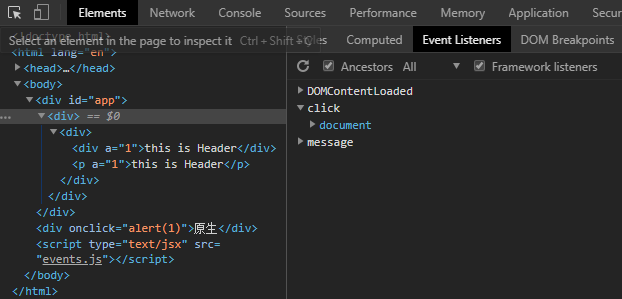 Elements Console Sources Performance Application Secur
<!doctype html>
Select an element in the page to inspect it Ctrl + Shift + C
Computed Event Listeners DOM Breakpoints
<html lang="en">
<head>…</head>
<body>
<div id="app">
… <div> == $0
<div>
<div a="1">this is Header</div>
<p a="1">this is Header</p>
</div>
</div>
</div>
<div onclick="alert(1)">原生</div>
<script type="text/jsx" src=
"events.js"></script>
</body>
</html>
Ancestors All Framework listeners
DOMContentLoaded
click
document
message